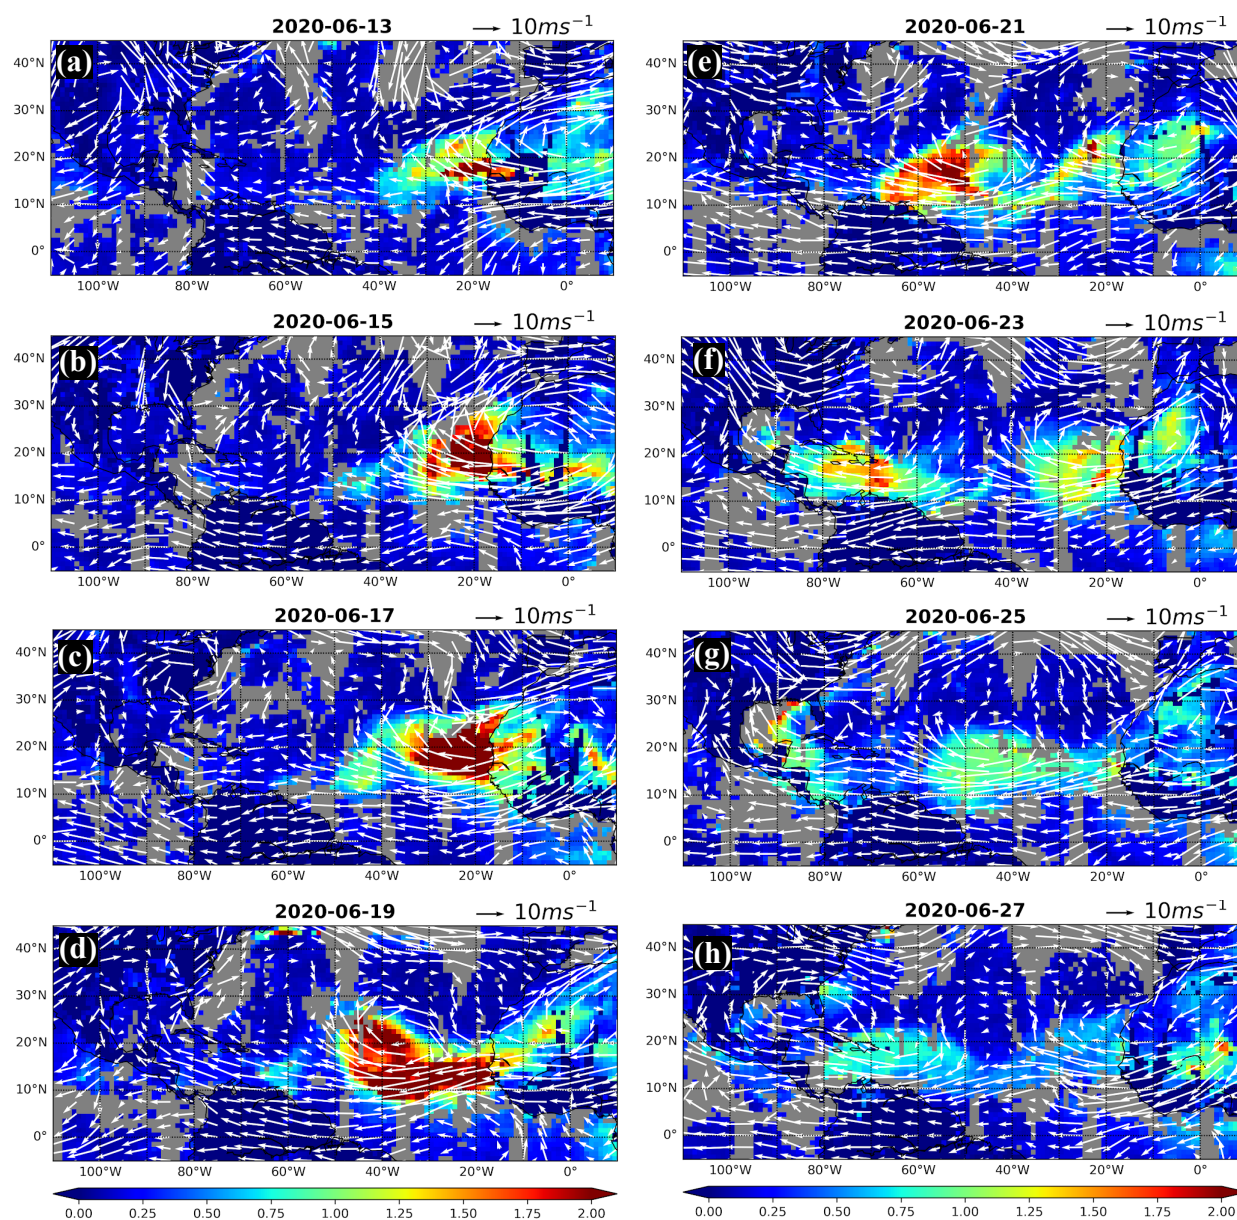 2020-06-13 10ms⁻¹
(a)
40°N
30°N
20°N
10°N
0°
100°W 80°W 60°W 40°W 20°W 0°
2020-06-15 10ms⁻¹
(b)
40°N
30°N
20°N
10°N
0°
100°W 80°W 60°W 40°W 20°W 0°
2020-06-17 10ms⁻¹
(c)
40°N
30°N
20°N
10°N
0°
100°W 80°W 60°W 40°W 20°W 0°
2020-06-19 10ms⁻¹
(d)
40°N
30°N
20°N
10°N
0°
100°W 80°W 60°W 40°W 20°W 0°
0.00 0.25 0.50 0.75 1.00 1.25 1.50 1.75 2.00
2020-06-21 10ms⁻¹
(e)
40°N
30°N
20°N
10°N
0°
100°W 80°W 60°W 40°W 20°W 0°
2020-06-23 10ms⁻¹
(f)
40°N
30°N
20°N
10°N
0°
100°W 80°W 60°W 40°W 20°W 0°
2020-06-25 10ms⁻¹
(g)
40°N
30°N
20°N
10°N
0°
100°W 80°W 60°W 40°W 20°W 0°
2020-06-27 10ms⁻¹
(h)
40°N
30°N
20°N
10°N
0°
100°W 80°W 60°W 40°W 20°W 0°
0.00 0.25 0.50 0.75 1.00 1.25 1.50 1.75 2.00